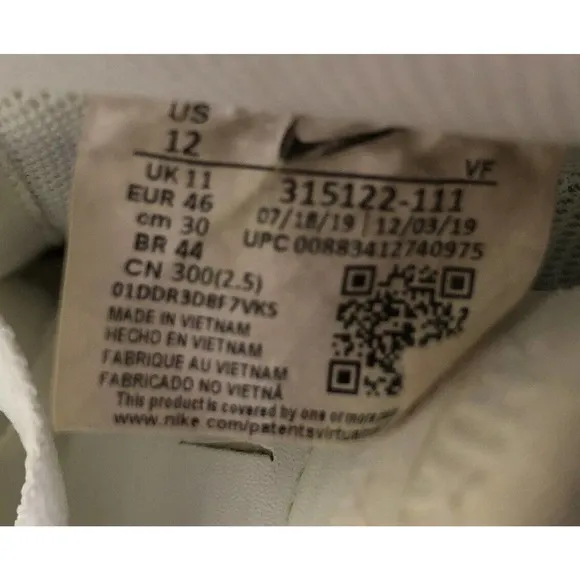 US
12
VF
UK 11
315122-111
EUR 46
07/18/19 | 12/03/19
cm 30
UPC 00883412740975
BR 44
CN 300(2.5)
01DDR3D8F7VKS
MADE IN VIETNAM
HECHO EN VIETNAM
FABRIQUE AU VIETNAM
FABRICADO NO VIETNÃ
This product is covered by one or more
www.nike.com/patentsvirtua